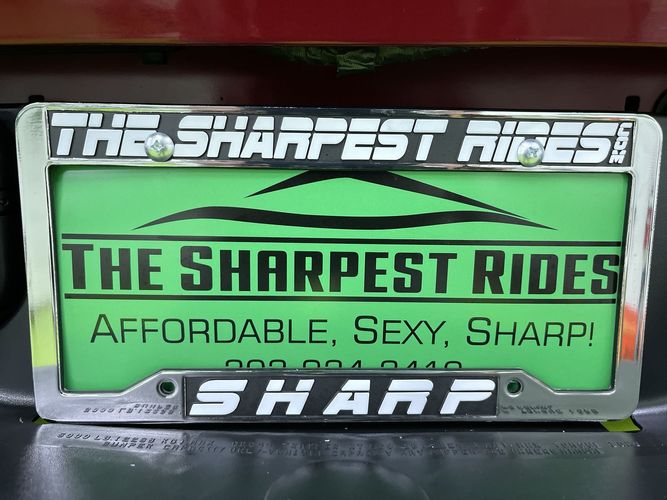 THE SHARPEST RIDES.COM
THE SHARPEST RIDES
AFFORDABLE, SEXY, SHARP!
SHARP